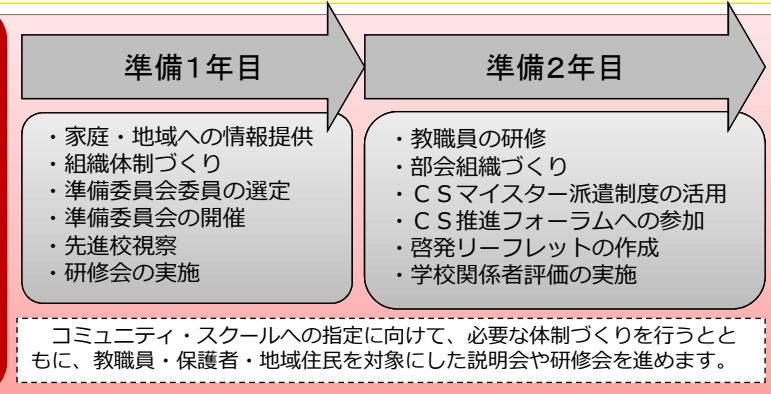 準備1年目
準備2年目
・家庭・地域への情報提供
・組織体制づくり
・準備委員会委員の選定
・準備委員会の開催
・先進校視察
・研修会の実施
・教職員の研修
・部会組織づくり
・ＣＳマイスター派遣制度の活用
・ＣＳ推進フォーラムへの参加
・啓発リーフレットの作成
・学校関係者評価の実施
　コミュニティ・スクールへの指定に向けて、必要な体制づくりを行うとと
もに、教職員・保護者・地域住民を対象にした説明会や研修会を進めます。